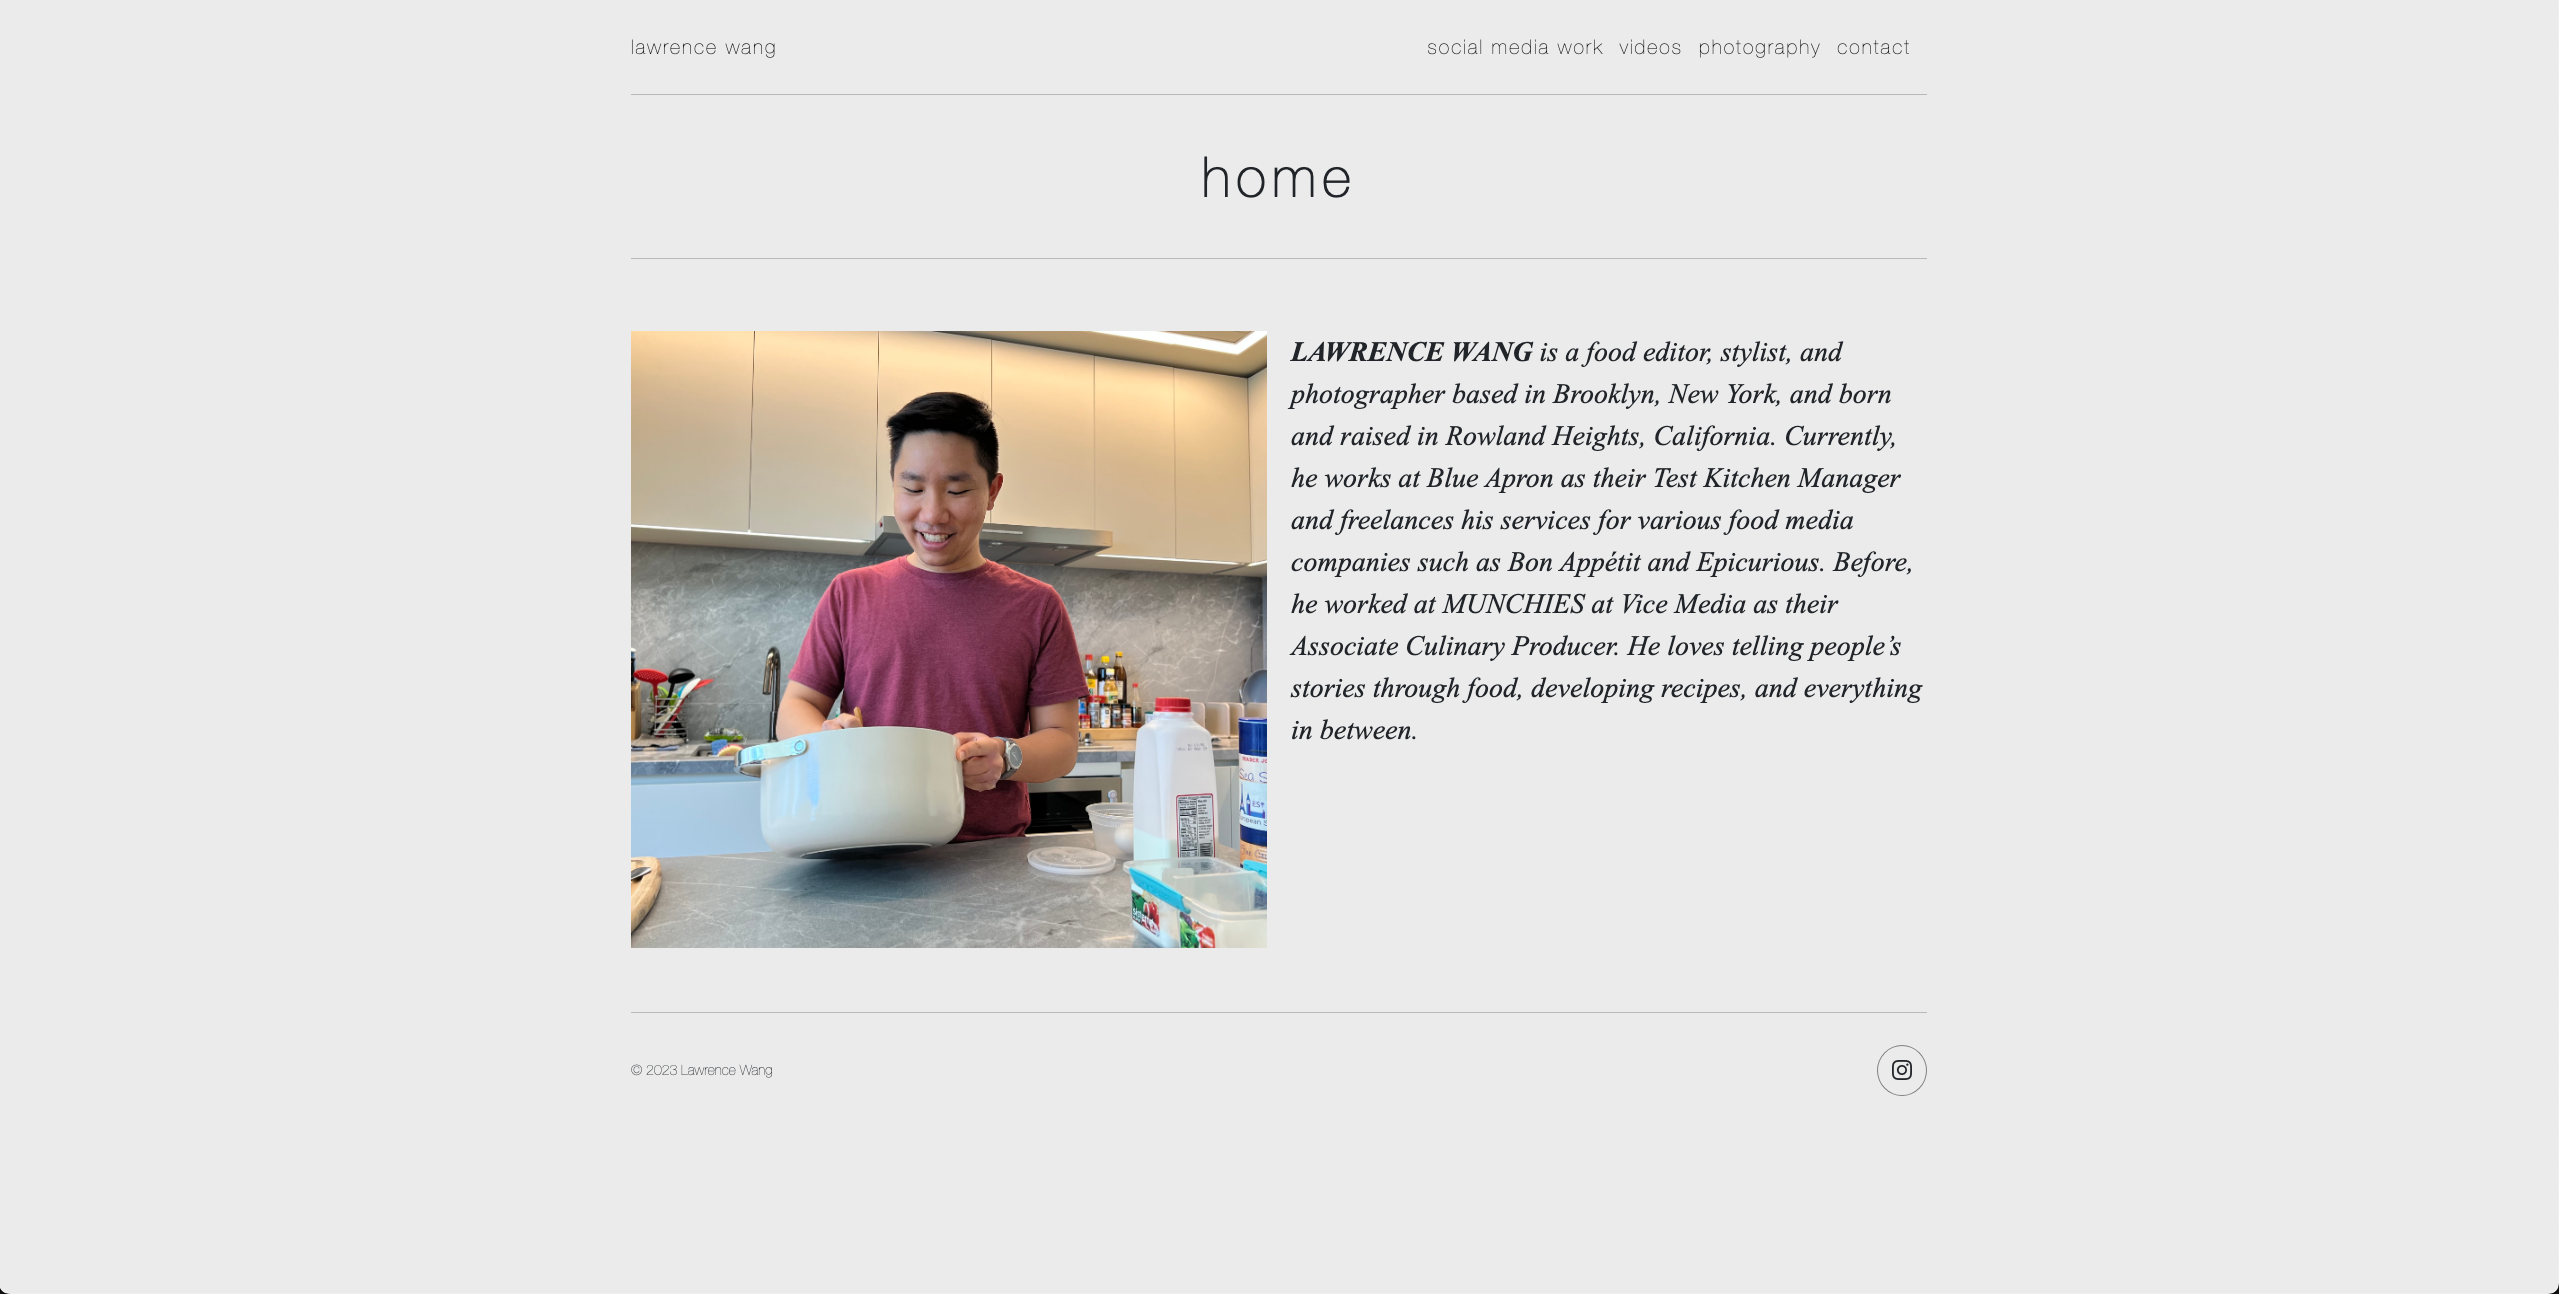 lawrence wang
social media work videos photography contact
home
LAWRENCE WANG is a food editor, stylist, and
photographer based in Brooklyn, New York, and born
and raised in Rowland Heights, California. Currently,
he works at Blue Apron as their Test Kitchen Manager
and freelances his services for various food media
companies such as Bon Appétit and Epicurious. Before,
he worked at MUNCHIES at Vice Media as their
Associate Culinary Producer. He loves telling people’s
stories through food, developing recipes, and everything
in between.
© 2023 Lawrence Wang